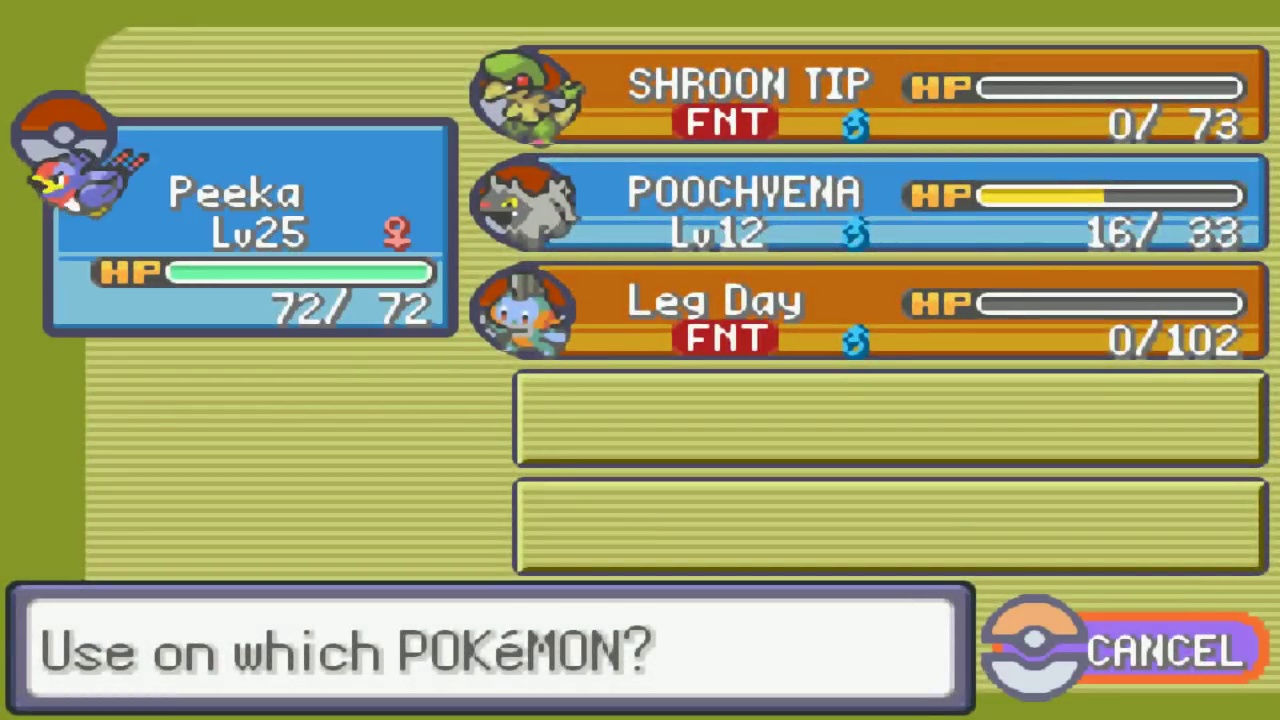 Peeka
Lv25 ♀
HP
72/ 72
SHROON TIP HP
FNT 0/ 73
POOCHYENA HP
Lv12 16/ 33
Leg Day HP
FNT 0/102
Use on which POKéMON?
CANCEL